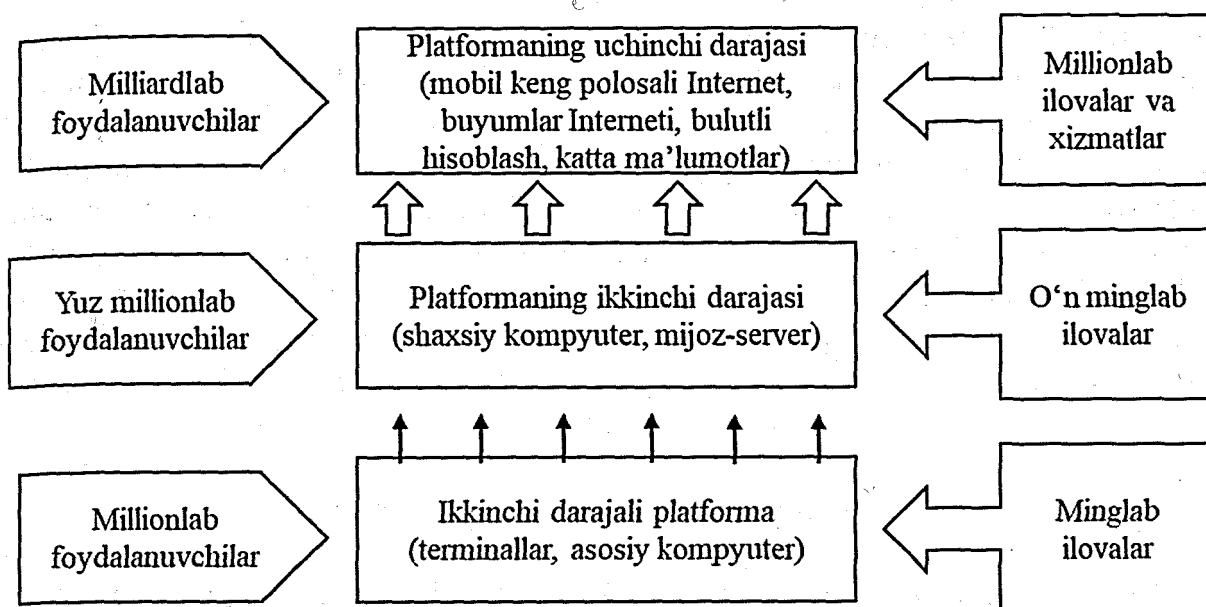 Milliardlab
foydalanuvchilar
Platformaning uchinchi darajasi
(mobil keng polosali Internet,
buyumlar Interneti, bulutli
hisoblash, katta ma’lumotlar)
Millionlab
ilovalar va
xizmatlar
Yuz millionlab
foydalanuvchilar
Platformaning ikkinchi darajasi
(shaxsiy kompyuter, mijoz-server)
O‘n minglab
ilovalar
Millionlab
foydalanuvchilar
Ikkinchi darajali platforma
(terminallar, asosiy kompyuter)
Minglab
ilovalar